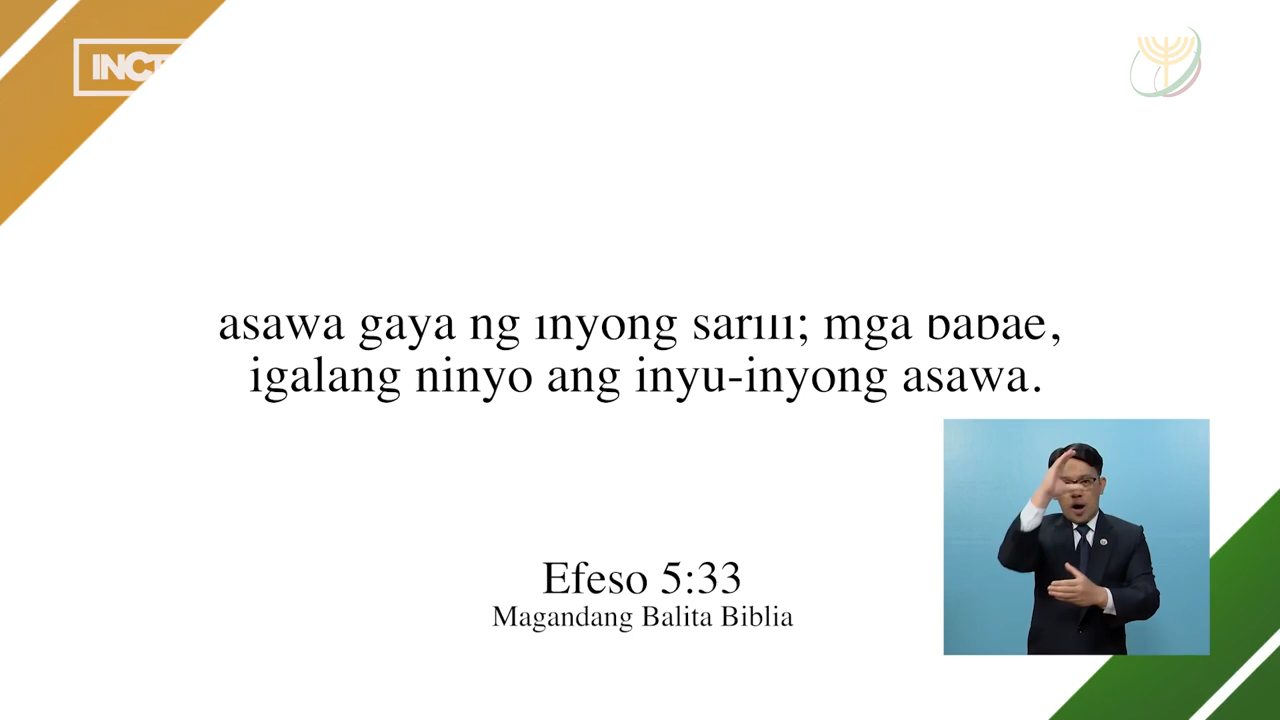 INCT
asawa gaya ng inyong sarili; mga babae,
igalang ninyo ang inyu-inyong asawa.
Efeso 5:33
Magandang Balita Biblia